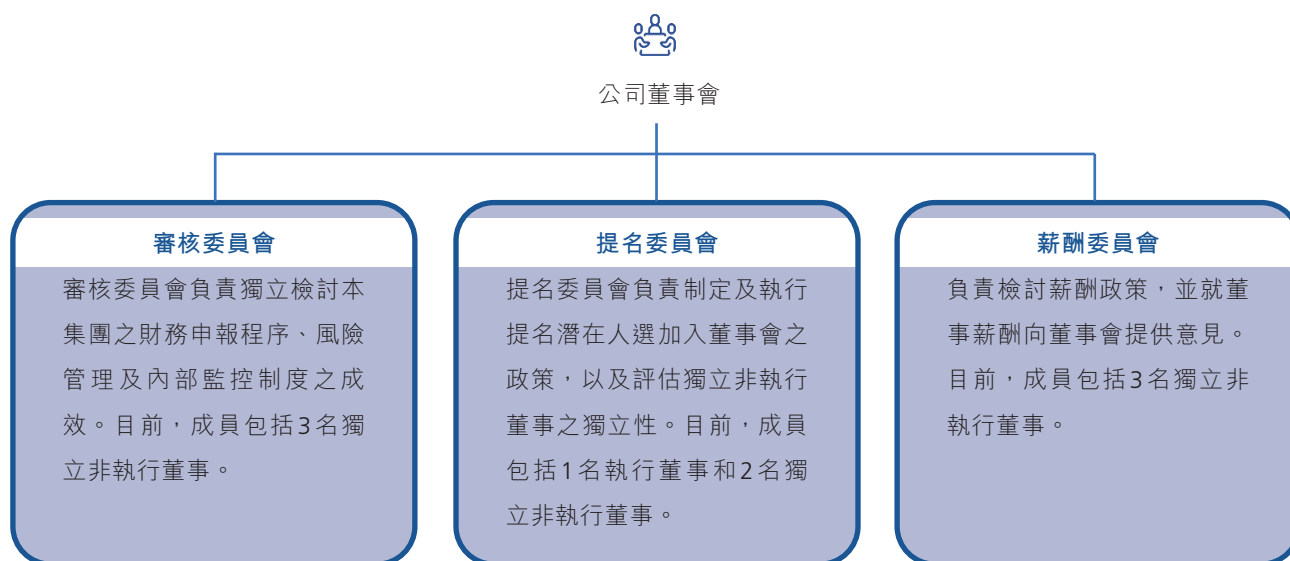 公司董事會
審核委員會
審核委員會負責獨立檢討本
集團之財務申報程序、風險
管理及內部監控制度之成
效。目前，成員包括3名獨
立非執行董事。
提名委員會
提名委員會負責制定及執行
提名潛在人選加入董事會之
政策，以及評估獨立非執行
董事之獨立性。目前，成員
包括1名執行董事和2名獨
立非執行董事。
薪酬委員會
負責檢討薪酬政策，並就董
事薪酬向董事會提供意見。
目前，成員包括3名獨立非
執行董事。